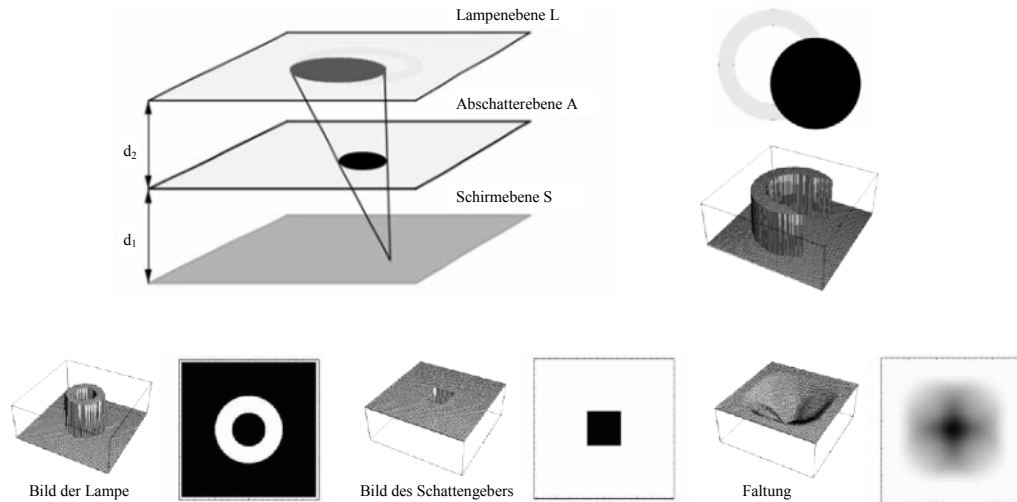 Lampenebene L
Abschatterebene A
d2
Schirmebene S
d1
Bild der Lampe
Bild des Schattengebers
Faltung